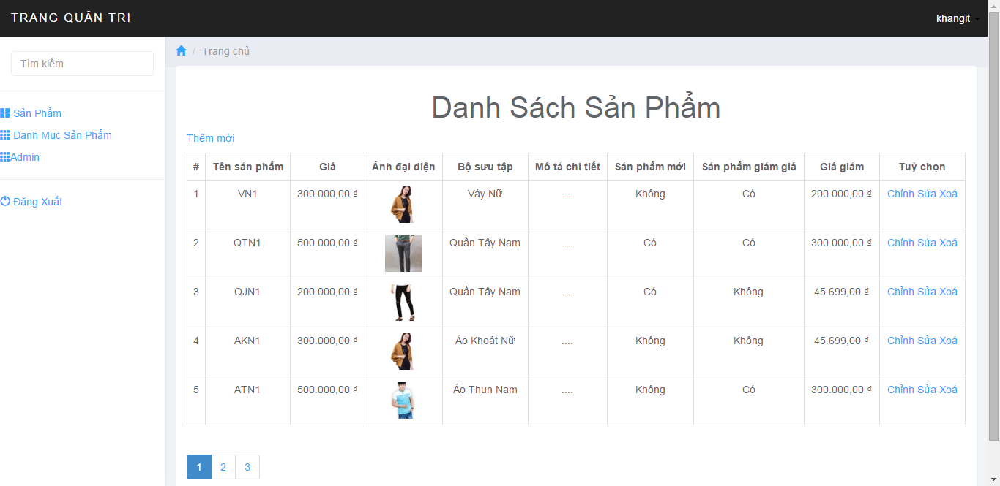 TRANG QUẢN TRỊ
khangit
Tìm kiếm
Trang chủ
Sản Phẩm
Danh Mục Sản Phẩm
Admin
Đăng Xuất
Danh Sách Sản Phẩm
Thêm mới
# Tên sản phẩm Giá Ảnh đại diện Bộ sưu tập Mô tả chi tiết Sản phẩm mới Sản phẩm giảm giá Giá giảm Tuỳ chọn
1 VN1 300.000,00 ₫ Váy Nữ .... Không Có 200.000,00 ₫ Chỉnh Sửa Xoá
2 QTN1 500.000,00 ₫ Quần Tây Nam .... Có Có 300.000,00 ₫ Chỉnh Sửa Xoá
3 QJN1 200.000,00 ₫ Quần Tây Nam .... Có Không 45.699,00 ₫ Chỉnh Sửa Xoá
4 AKN1 300.000,00 ₫ Áo Khoát Nữ .... Không Không 45.699,00 ₫ Chỉnh Sửa Xoá
5 ATN1 500.000,00 ₫ Áo Thun Nam .... Không Có 300.000,00 ₫ Chỉnh Sửa Xoá
1 2 3